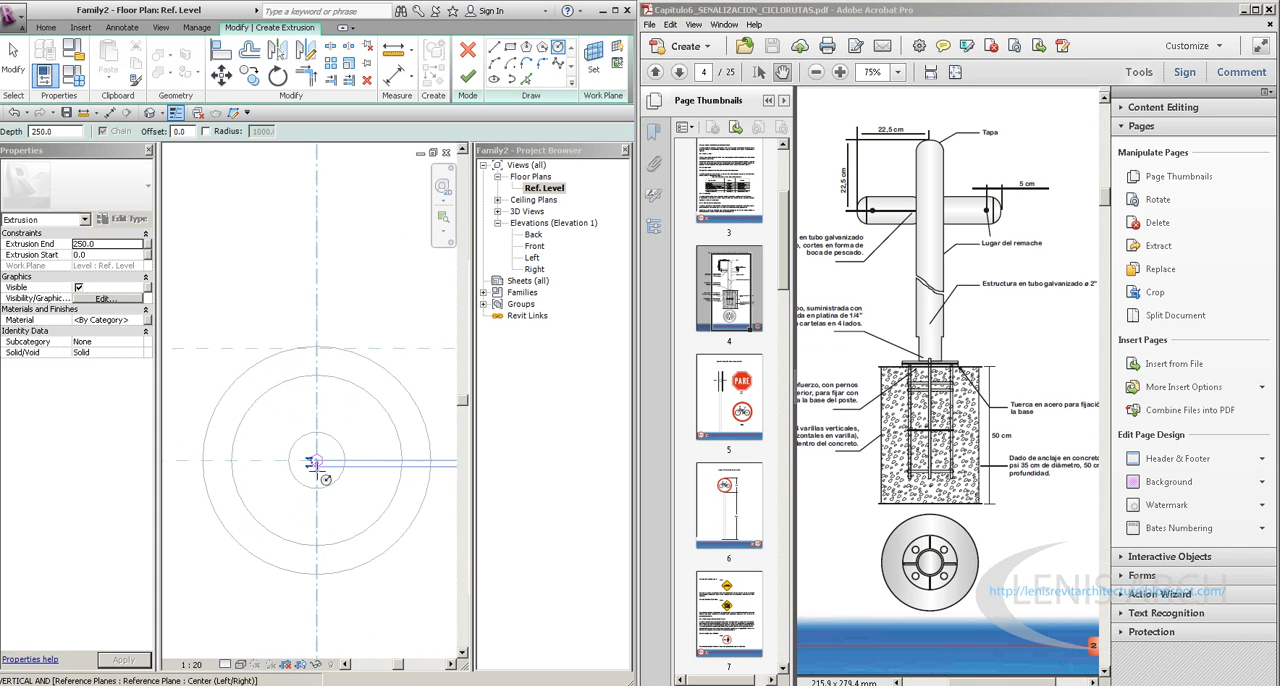 Family2 - Floor Plan: Ref. Level
Type a keyword or phrase
Sign In
Home
Insert
Annotate
View
Manage
Modify | Create Extrusion
Modify
Paste
Set
Select
Properties
Clipboard
Geometry
Modify
Measure
Create
Mode
Draw
Work Plane
Depth
250.0
Chain
Offset:
0.0
Radius:
1000.
Properties
Extrusion
Edit Type
Constraints
Extrusion End
250.0
Extrusion Start
0.0
Work Plane
Level : Ref. Level
Graphics
Visible
Visibility/Graphic...
Edit...
Materials and Finishes
Material
<By Category>
Identity Data
Subcategory
None
Solid/Void
Solid
Properties help
Apply
1 : 20
VERTICAL AND [Reference Planes : Reference Plane : Center (Left/Right)]
Family2 - Project Browser
Views (all)
Floor Plans
Ref. Level
Ceiling Plans
3D Views
Elevations (Elevation 1)
Back
Front
Left
Right
Sheets (all)
Families
Groups
Revit Links
Capitulo6_SENALIZACION_CICLORUTAS.pdf - Adobe Acrobat Pro
File
Edit
View
Window
Help
Create
Customize
4
/ 25
75%
Tools
Sign
Comment
Page Thumbnails
3
4
5
PARE
6
7
22,5 cm
Tapa
22,5 cm
5 cm
en tubo galvanizado
, cortes en forma de
boca de pescado.
Lugar del remache
Estructura en tubo galvanizado ø 2"
bo, suministrada con
da en platina de 1/4"
cartelas en 4 lados.
fuerzo, con pernos
erior, para fijar con
a la base del poste.
Tuerca en acero para fijació
la base
varillas verticales,
zontales en varilla),
dentro del concreto.
50 cm
Dado de anclaje en concreto
psi 35 cm de diámetro, 50 cm
profundidad.
2
215,9 x 279,4 mm
Content Editing
Pages
Manipulate Pages
Page Thumbnails
Rotate
Delete
Extract
Replace
Crop
Split Document
Insert Pages
Insert from File
More Insert Options
Combine Files into PDF
Edit Page Design
Header & Footer
Background
Watermark
Bates Numbering
Interactive Objects
Forms
Action Wizard
Text Recognition
Protection